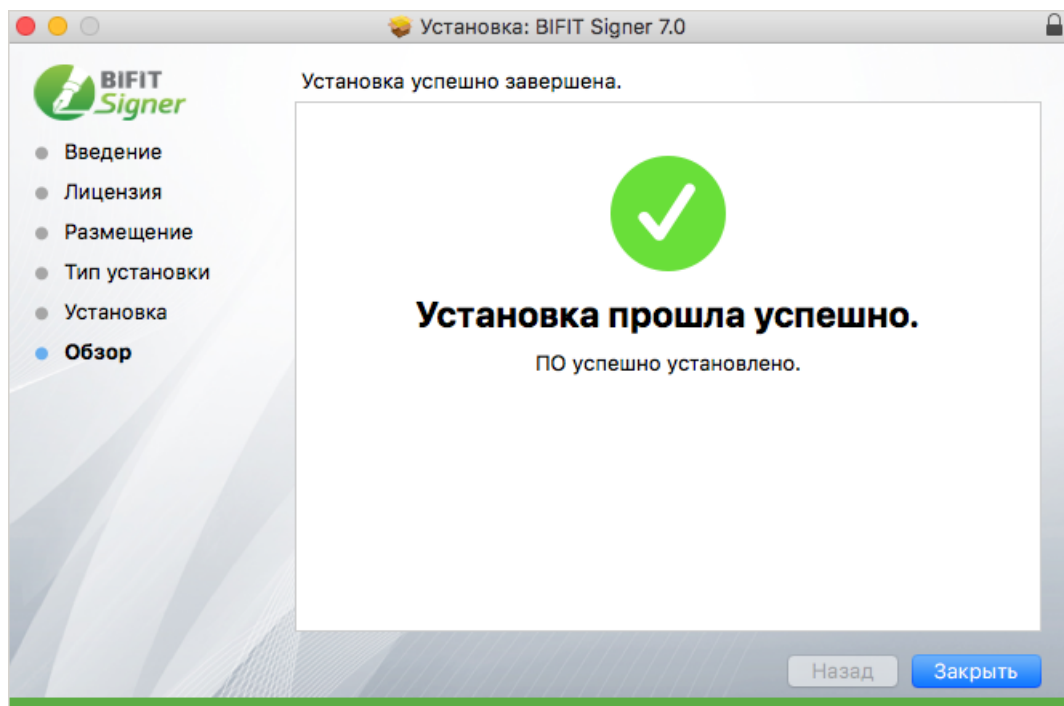 Установка: BIFIT Signer 7.0
BIFIT
Signer
Установка успешно завершена.
Введение
Лицензия
Размещение
Тип установки
Установка
Обзор
Установка прошла успешно.
ПО успешно установлено.
Назад
Закрыть